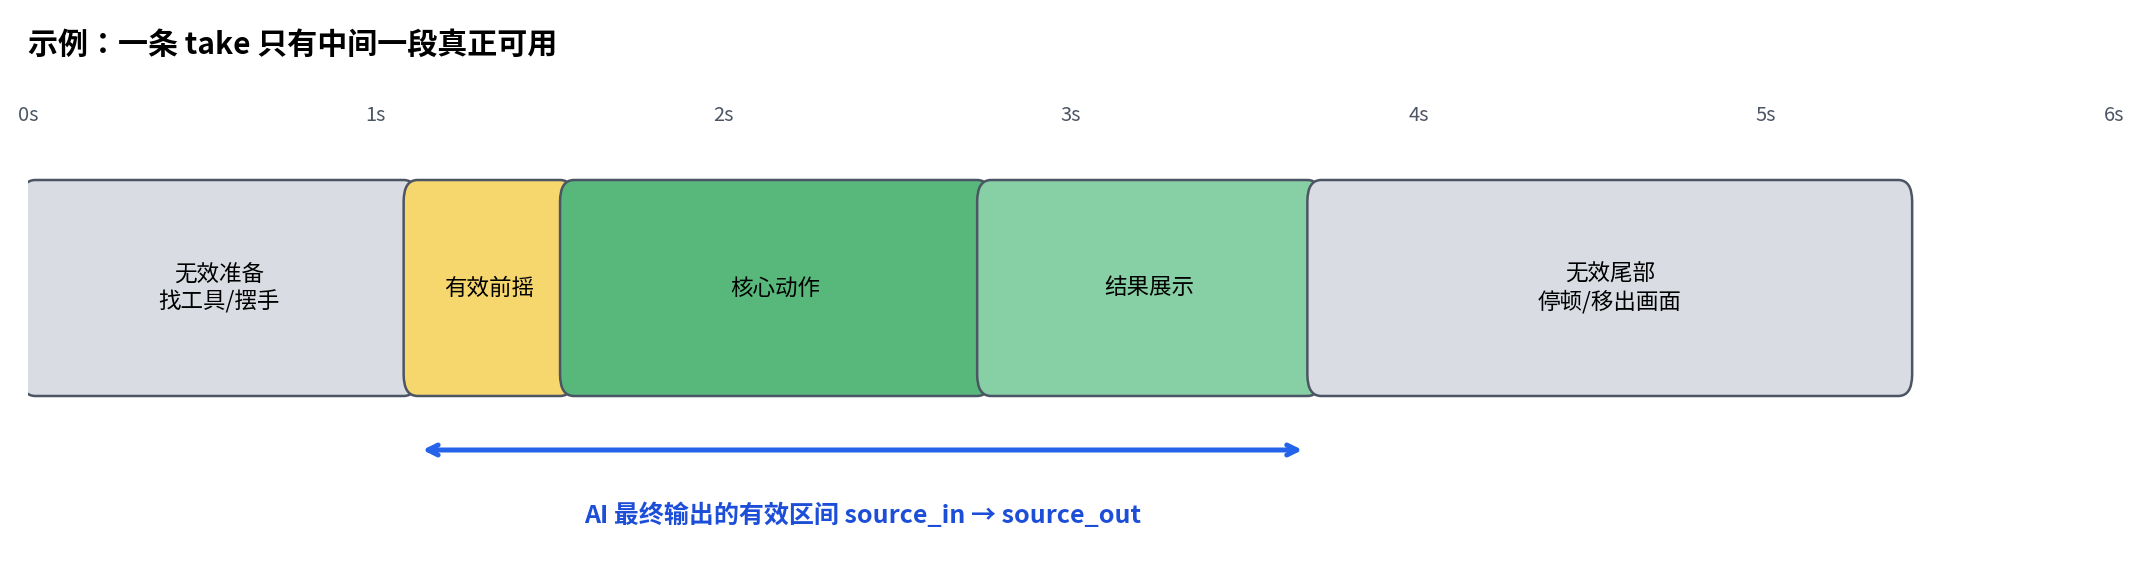 示例：一条 take 只有中间一段真正可用
0s
1s
2s
3s
4s
5s
6s
无效准备
找工具/摆手
有效前摇
核心动作
结果展示
无效尾部
停顿/移出画面
AI 最终输出的有效区间 source_in → source_out